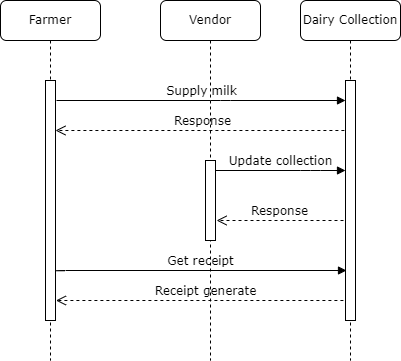 Farmer
Vendor
Dairy Collection
Supply milk
Response
Update collection
Response
Get receipt
Receipt generate